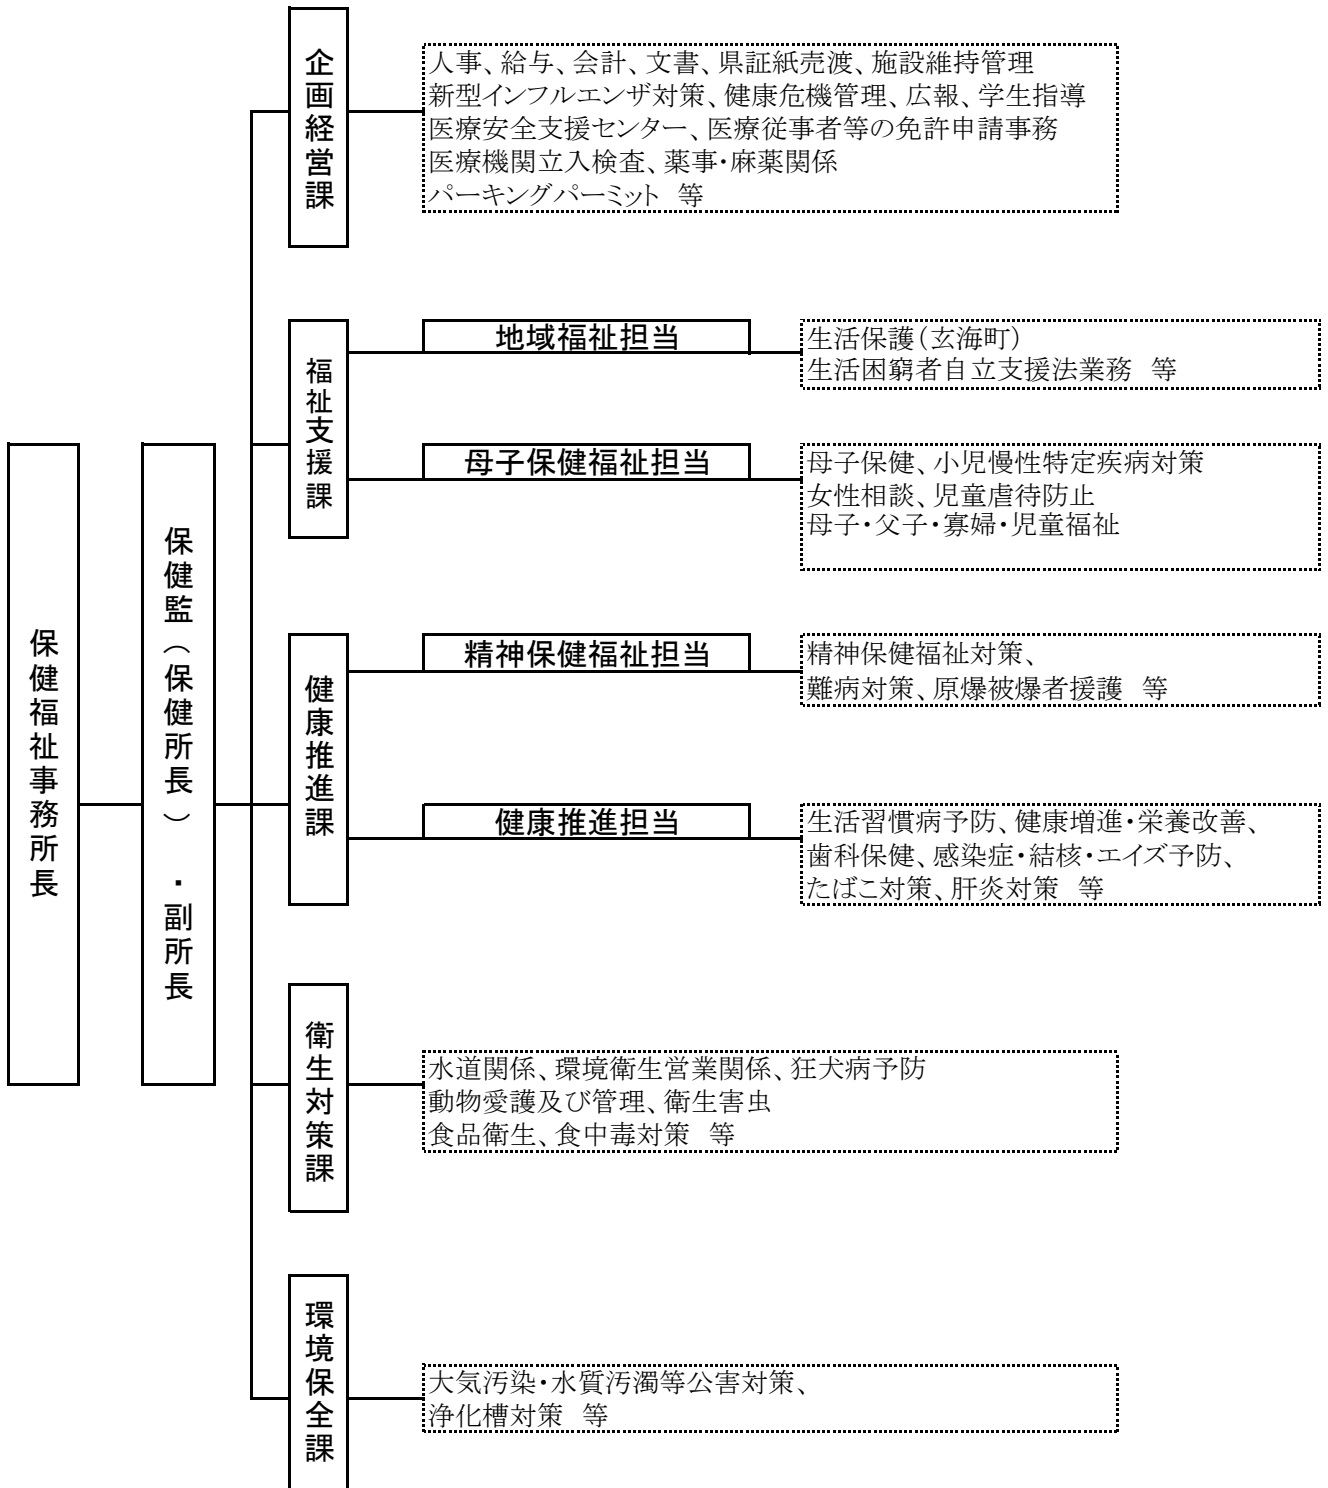 保健福祉事務所長
保健監（保健所長）・副所長
企画経営課
人事、給与、会計、文書、県証紙売渡、施設維持管理
新型インフルエンザ対策、健康危機管理、広報、学生指導
医療安全支援センター、医療従事者等の免許申請事務
医療機関立入検査、薬事・麻薬関係
パーキングパーミット　等
福祉支援課
地域福祉担当
生活保護（玄海町）
生活困窮者自立支援法業務　等
母子保健福祉担当
母子保健、小児慢性特定疾病対策
女性相談、児童虐待防止
母子・父子・寡婦・児童福祉
健康推進課
精神保健福祉担当
精神保健福祉対策、
難病対策、原爆被爆者援護　等
健康推進担当
生活習慣病予防、健康増進・栄養改善、
歯科保健、感染症・結核・エイズ予防、
たばこ対策、肝炎対策　等
衛生対策課
水道関係、環境衛生営業関係、狂犬病予防
動物愛護及び管理、衛生害虫
食品衛生、食中毒対策　等
環境保全課
大気汚染・水質汚濁等公害対策、
浄化槽対策　等